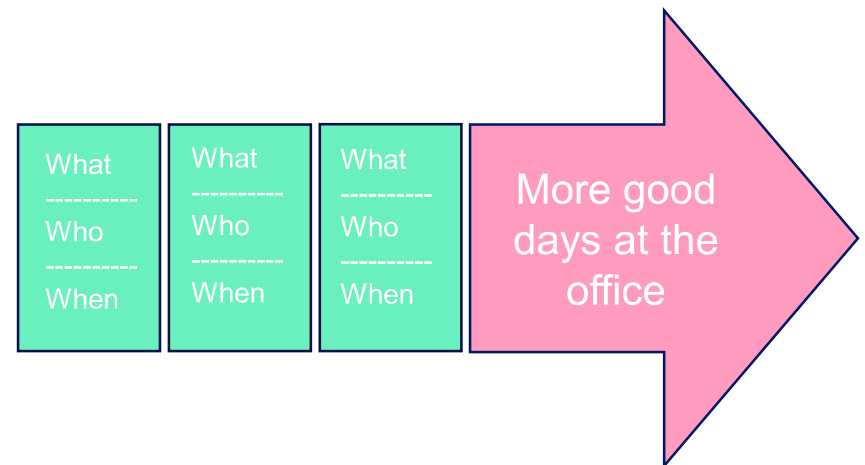 What
----------
Who
----------
When
What
----------
Who
----------
When
What
----------
Who
----------
When
More good
days at the
office